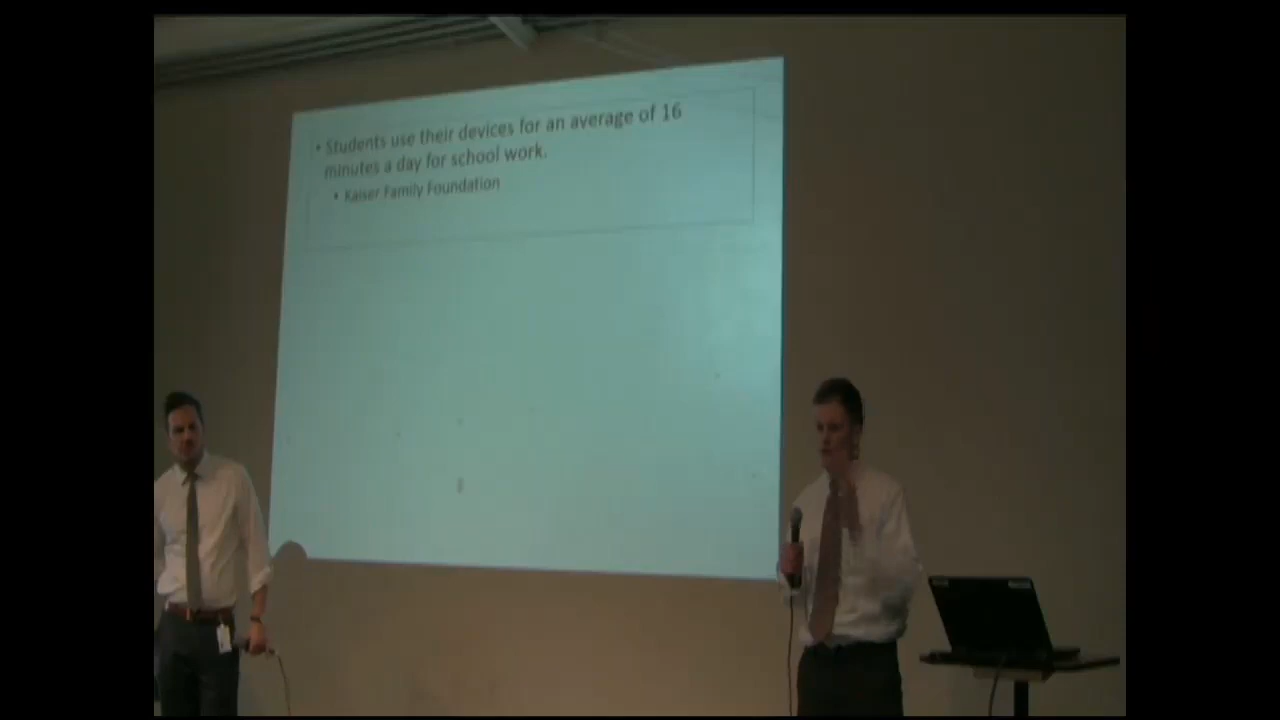 • Students use their devices for an average of 16
minutes a day for school work.
• Kaiser Family Foundation